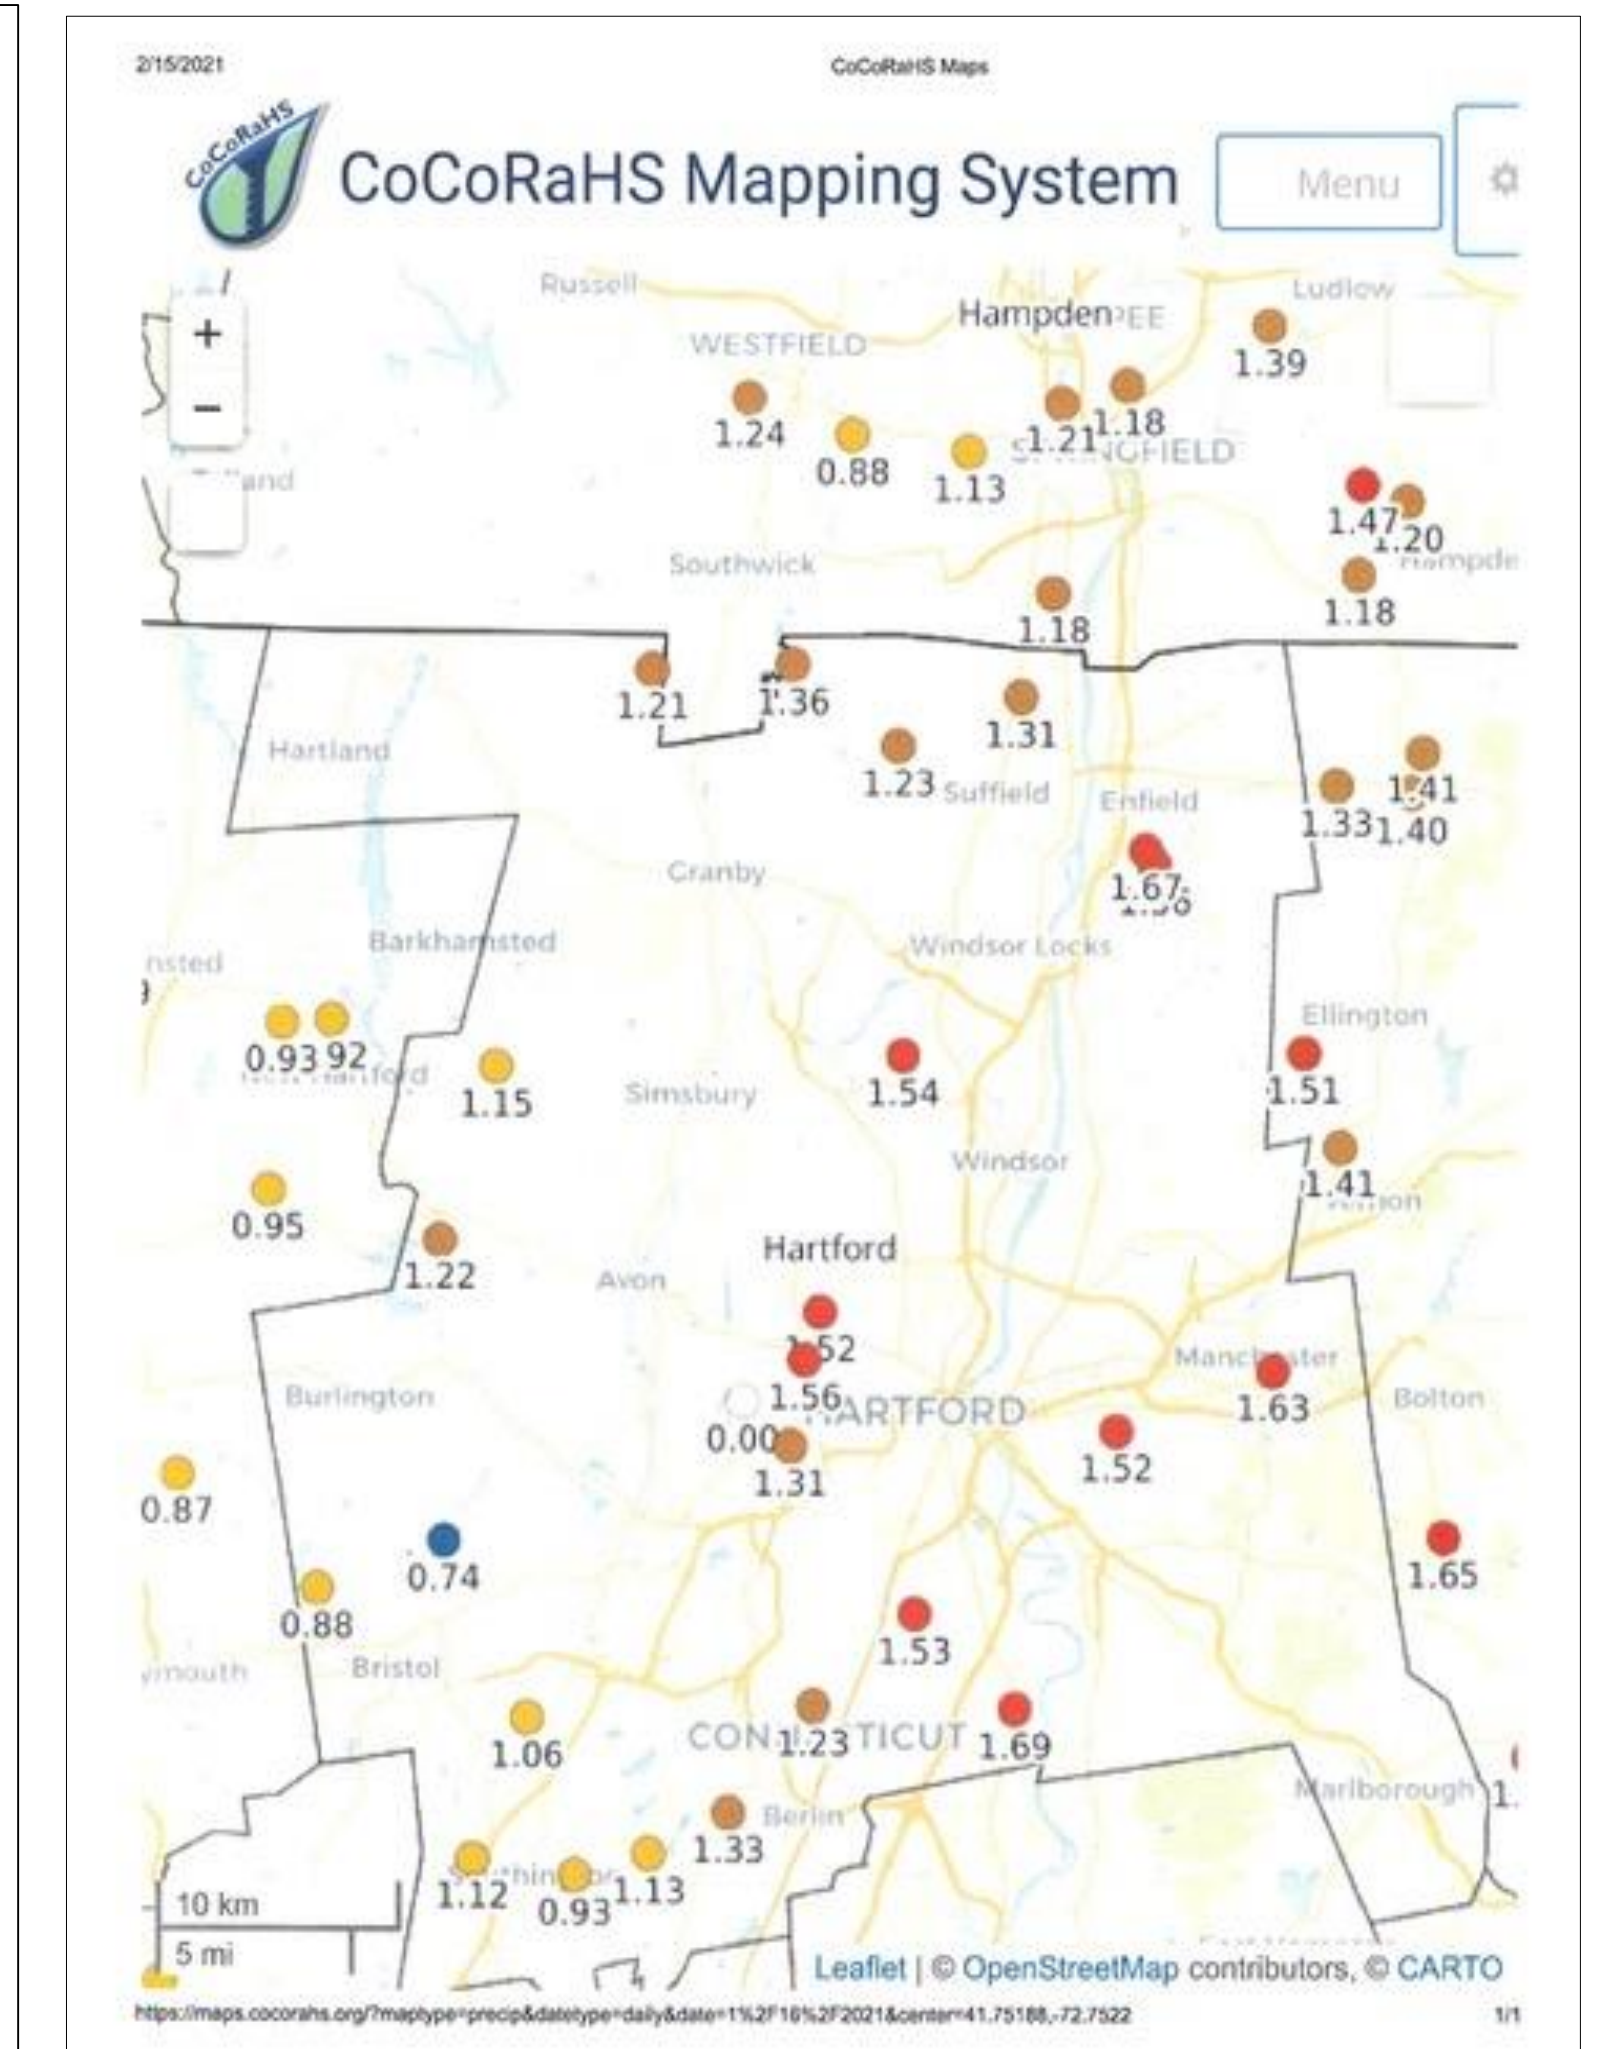 2/15/2021 CoCoRaHS Maps
CoCoRaHS
CoCoRaHS Mapping System Menu
Russell
Ludlow
Hampden
WESTFIELD
+
−
1.39
1.24
1.21
1.18
0.88
1.13
1.47
1.20
Southwick
1.18
1.18
1.21
1.36
1.31
Hartland
1.23
Suffield
Enfield
1.41
1.33
1.40
Granby
1.67
Barkhamsted
Windsor Locks
Ellington
0.93
92
1.15
Simsbury
1.54
1.51
Windsor
1.41
0.95
Hartford
1.22
Avon
Manchester
Burlington
1.56
HARTFORD
1.63
Bolton
0.00
1.31
1.52
0.87
0.74
1.65
0.88
1.53
Bristol
1.06
CONNECTICUT
1.23
1.69
Marlborough
Berlin
1.33
1.12
0.93
1.13
10 km
5 mi
Leaflet | © OpenStreetMap contributors, © CARTO
https://maps.cocorahs.org/?maptype=precip&datetype=daily&date=1%2F16%2F2021&center=41.75188,-72.7522 1/1